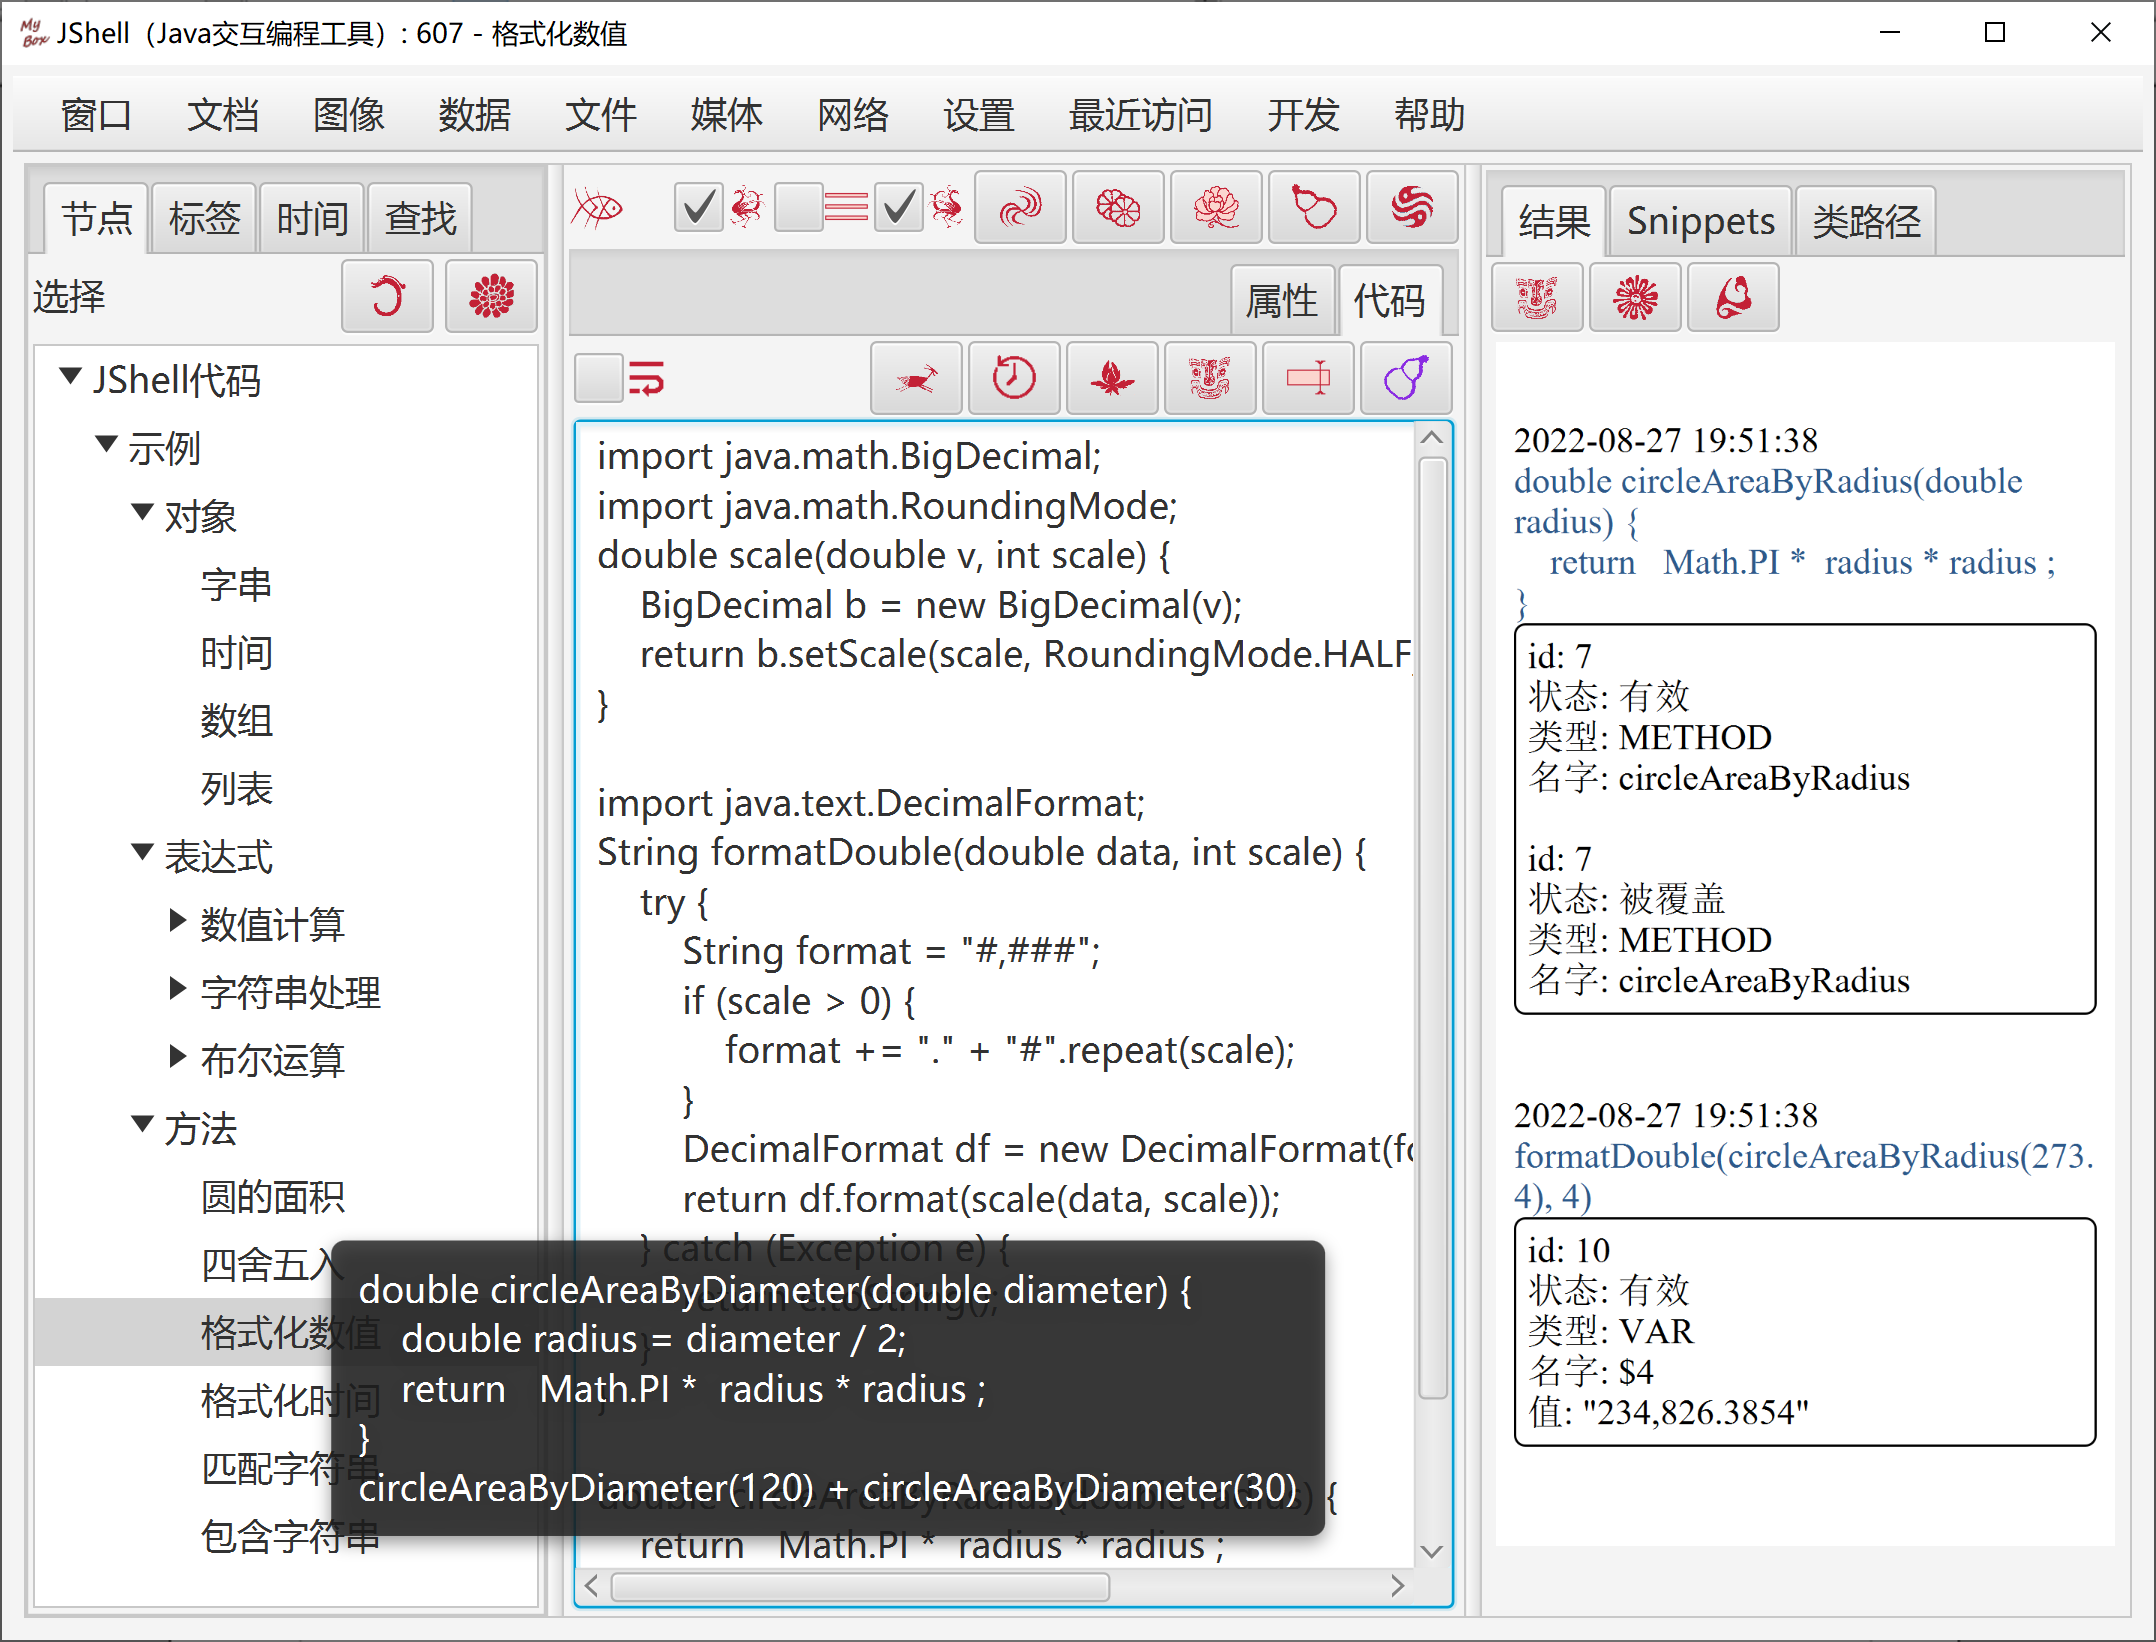 My Box JShell（Java交互编程工具）: 607 - 格式化数值
窗口 文档 图像 数据 文件 媒体 网络 设置 最近访问 开发 帮助
节点 标签 时间 查找
选择
JShell代码
示例
对象
字串
时间
数组
列表
表达式
数值计算
字符串处理
布尔运算
方法
圆的面积
四舍五入
格式化数值
格式化时间
匹配字符串
包含字符串
属性 代码
import java.math.BigDecimal;
import java.math.RoundingMode;
double scale(double v, int scale) {
    BigDecimal b = new BigDecimal(v);
    return b.setScale(scale, RoundingMode.HALF_
}
import java.text.DecimalFormat;
String formatDouble(double data, int scale) {
    try {
        String format = "#,###";
        if (scale > 0) {
            format += "." + "#".repeat(scale);
        }
        DecimalFormat df = new DecimalFormat(fo
        return df.format(scale(data, scale));
    } catch (Exception e) {
        return e.toString();
    }
}
double circleAreaByRadius(double radius) {
    return   Math.PI *  radius * radius ;
double circleAreaByDiameter(double diameter) {
    double radius = diameter / 2;
    return   Math.PI *  radius * radius ;
}
circleAreaByDiameter(120) + circleAreaByDiameter(30)
结果 Snippets 类路径
2022-08-27 19:51:38
double circleAreaByRadius(double
radius) {
    return   Math.PI *  radius * radius ;
}
id: 7
状态: 有效
类型: METHOD
名字: circleAreaByRadius
id: 7
状态: 被覆盖
类型: METHOD
名字: circleAreaByRadius
2022-08-27 19:51:38
formatDouble(circleAreaByRadius(273.
4), 4)
id: 10
状态: 有效
类型: VAR
名字: $4
值: "234,826.3854"